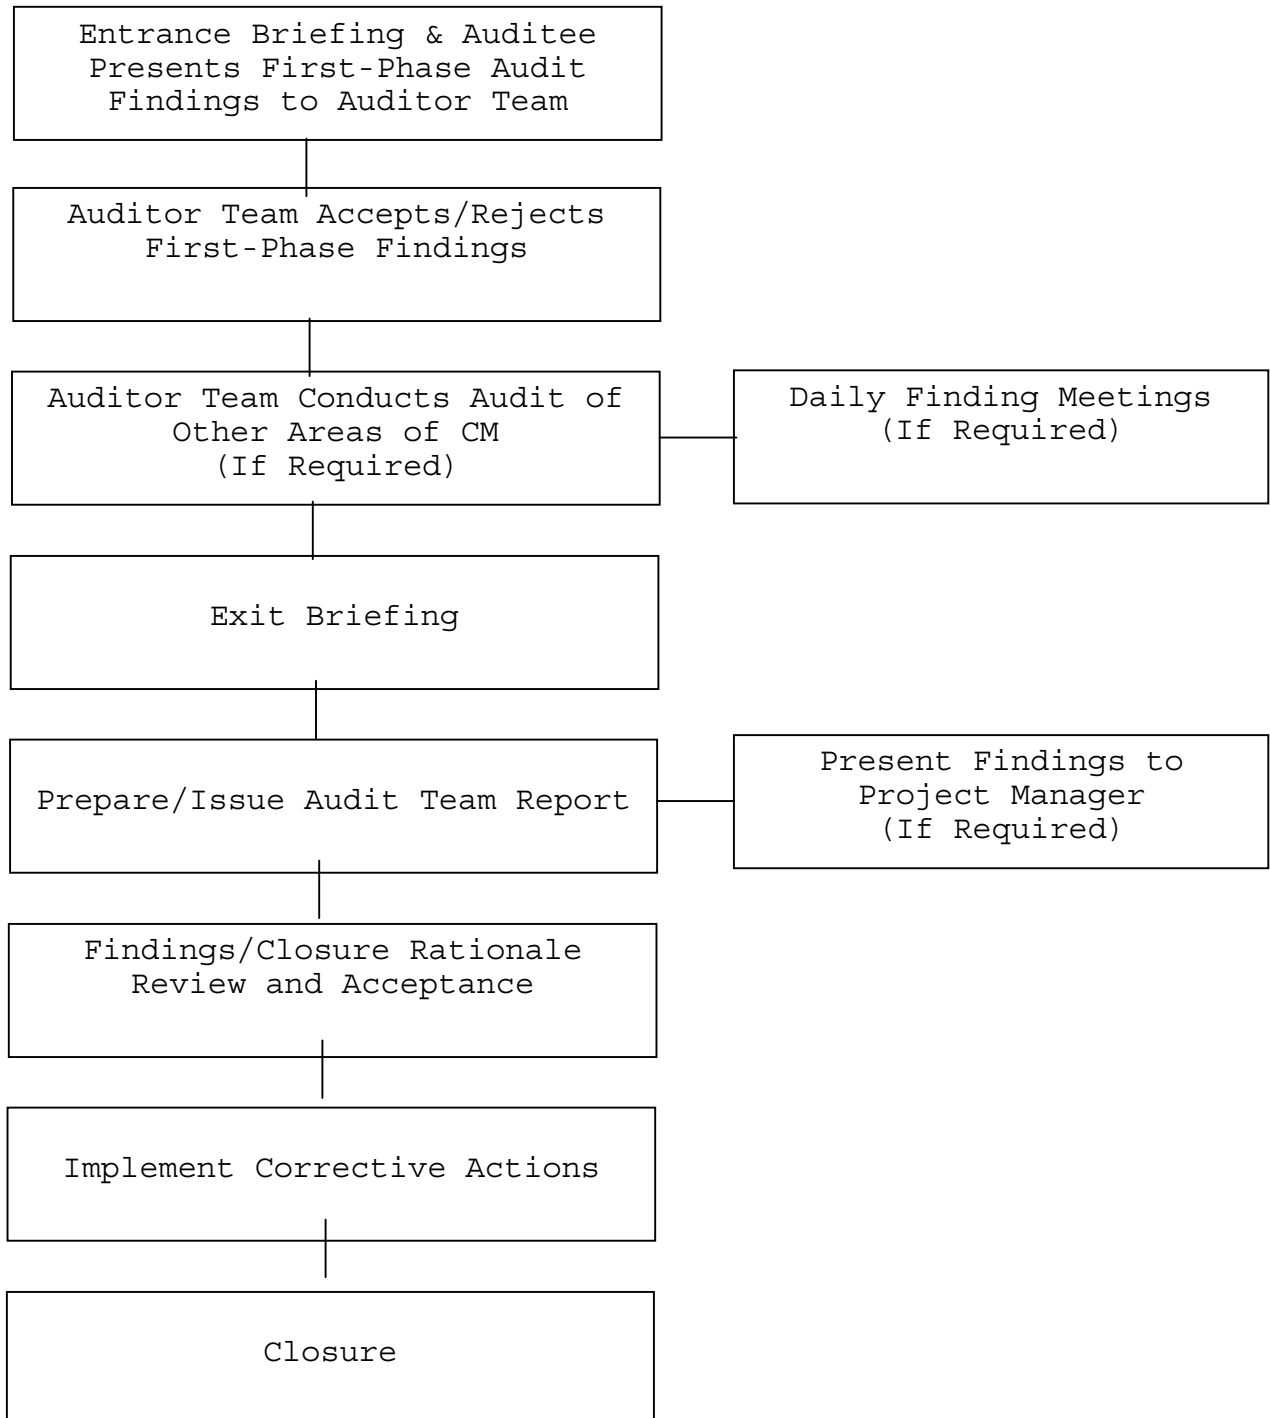 Entrance Briefing & Auditee
Presents First-Phase Audit
Findings to Auditor Team
Auditor Team Accepts/Rejects
First-Phase Findings
Auditor Team Conducts Audit of
Other Areas of CM
(If Required)
Daily Finding Meetings
(If Required)
Exit Briefing
Prepare/Issue Audit Team Report
Present Findings to
Project Manager
(If Required)
Findings/Closure Rationale
Review and Acceptance
Implement Corrective Actions
Closure